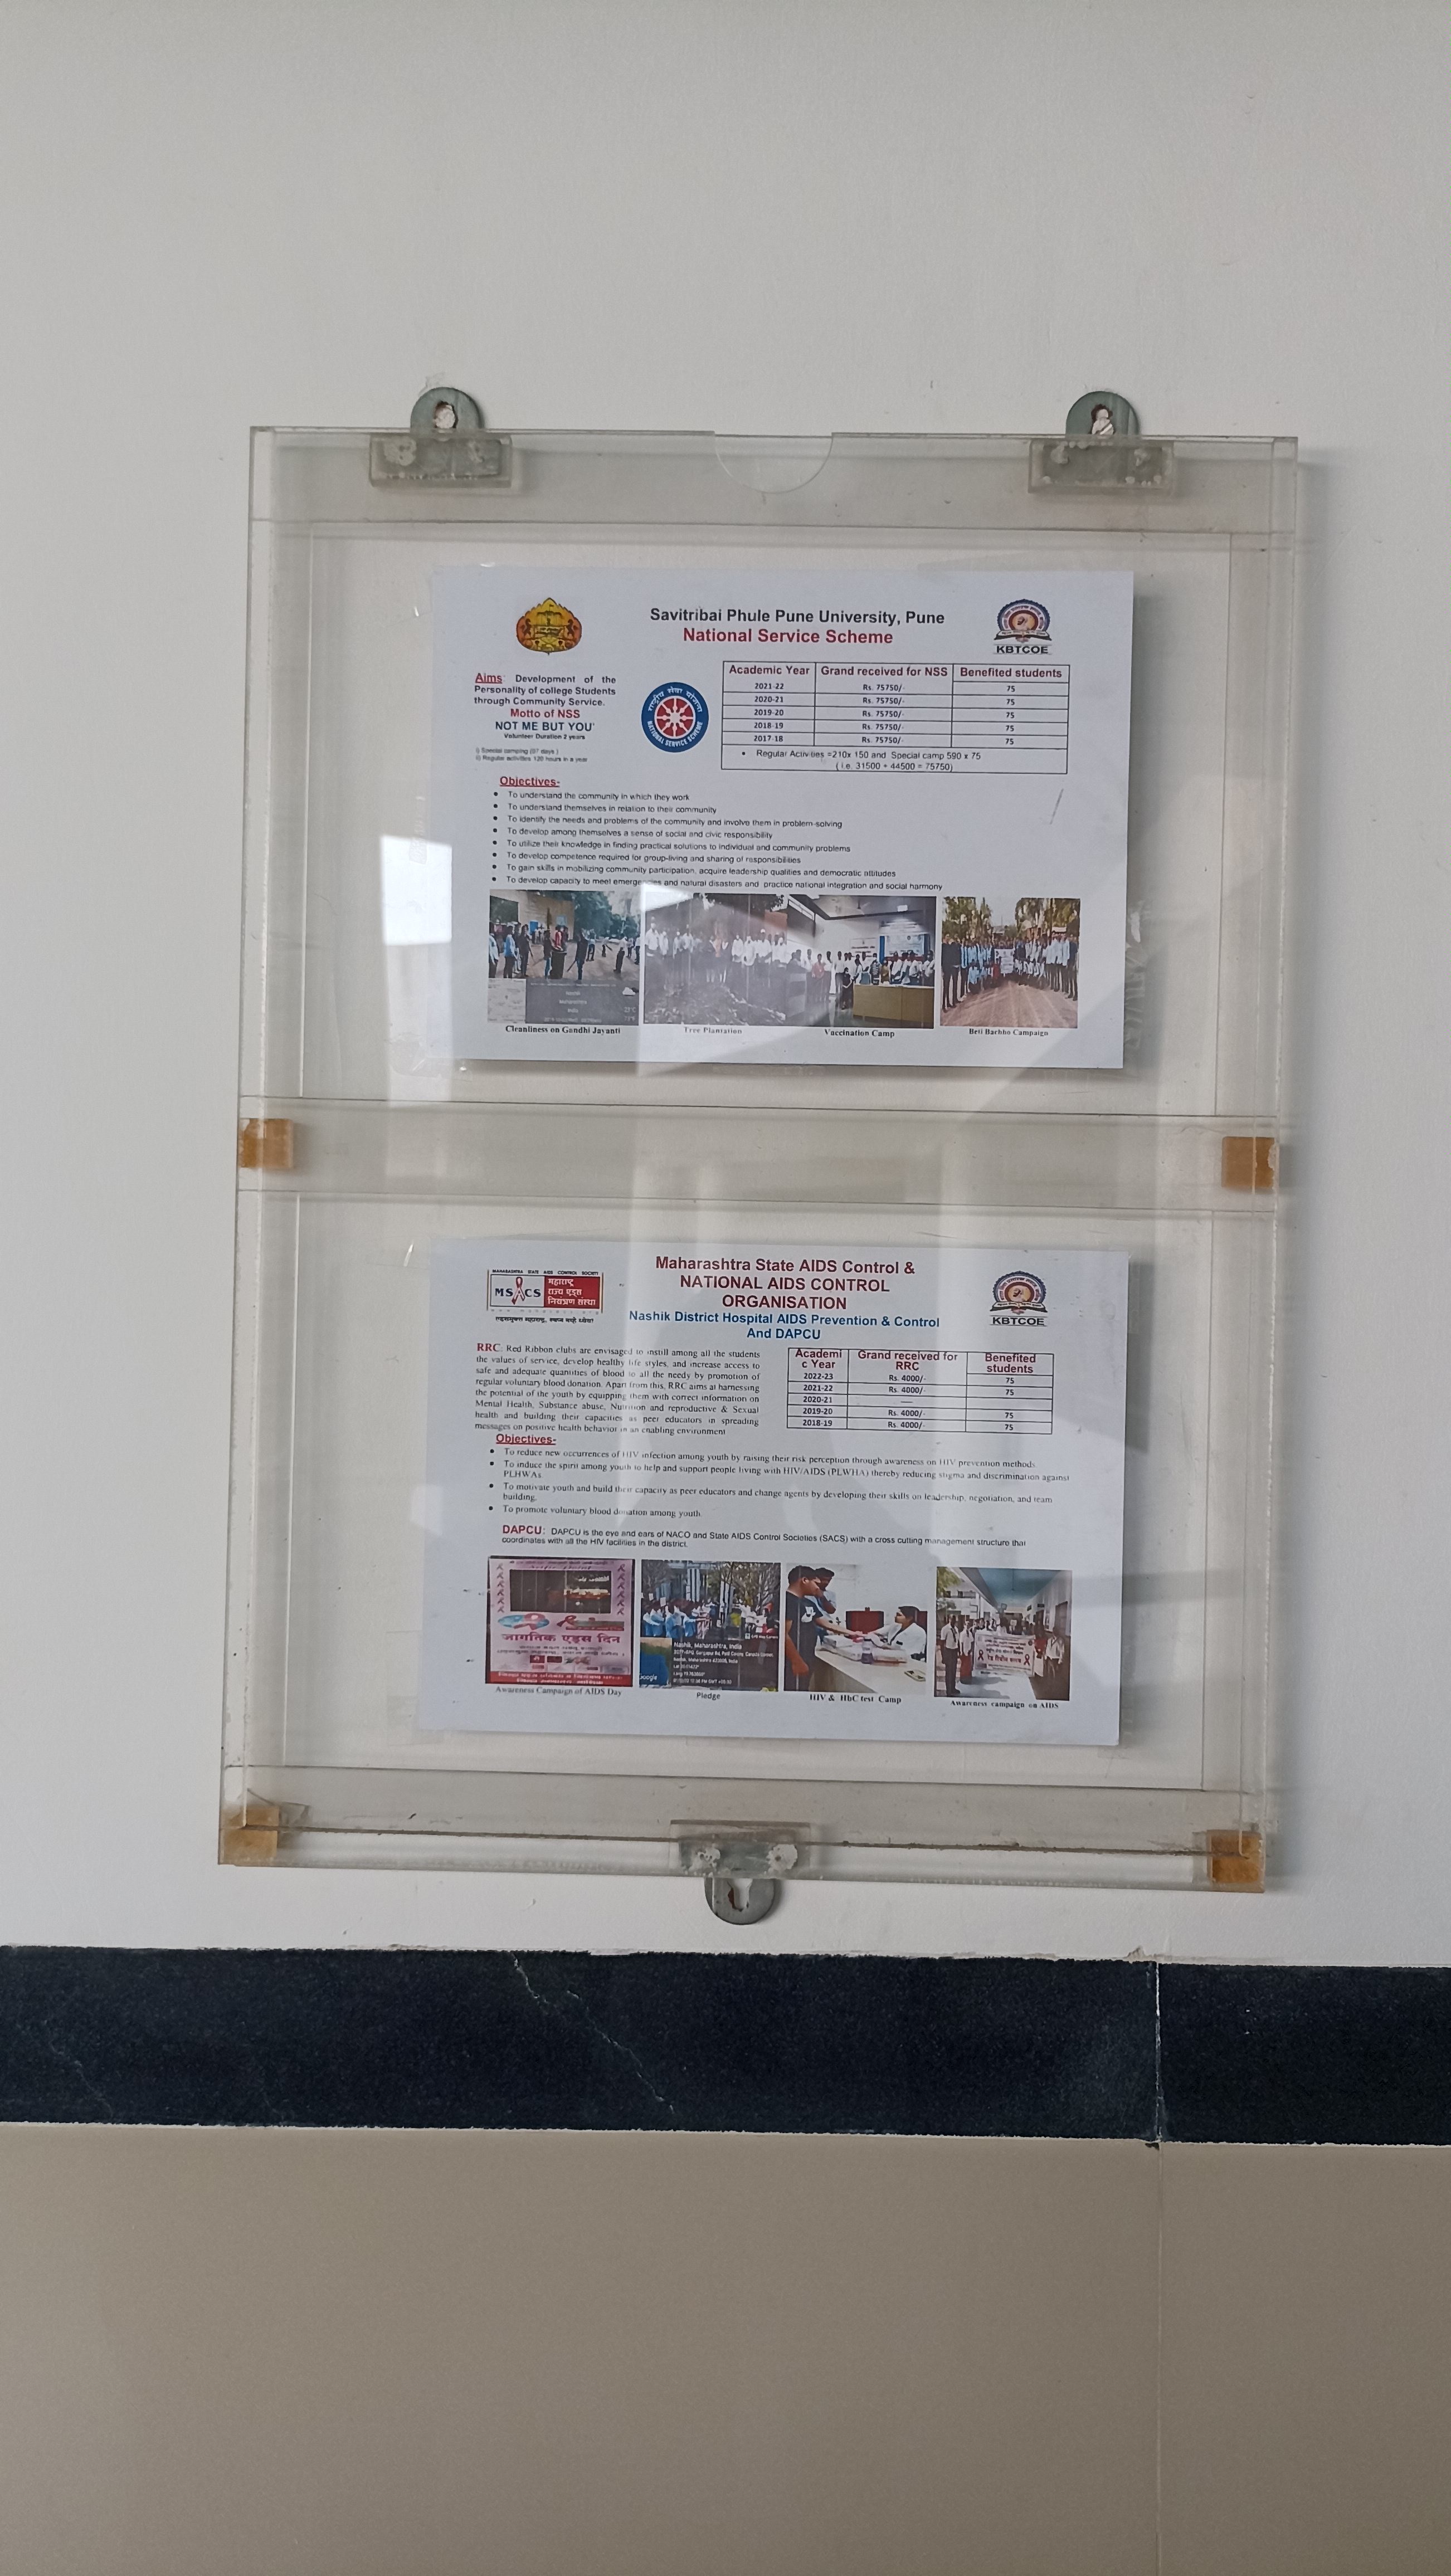 Savitribai Phule Pune University, Pune
National Service Scheme
KBTCOE
Aims: Development of the
Personality of college Students
through Community Service.
Motto of NSS
NOT ME BUT YOU'
Volunteer Duration 2 years
i) Special camping (07 days )
ii) Regular activities 120 hours in a year
राष्ट्रीय सेवा योजना
NATIONAL SERVICE SCHEME
Academic Year Grand received for NSS Benefited students
2021-22 Rs. 75750/- 75
2020-21 Rs. 75750/- 75
2019-20 Rs. 75750/- 75
2018-19 Rs. 75750/- 75
2017-18 Rs. 75750/- 75
• Regular Activities =210x 150 and Special camp 590 x 75
( i.e. 31500 + 44500 = 75750)
Objectives-
• To understand the community in which they work
• To understand themselves in relation to their community
• To identify the needs and problems of the community and involve them in problem-solving
• To develop among themselves a sense of social and civic responsibility
• To utilize their knowledge in finding practical solutions to individual and community problems
• To develop competence required for group-living and sharing of responsibilities
• To gain skills in mobilizing community participation, acquire leadership qualities and democratic attitudes
• To develop capacity to meet emergencies and natural disasters and practice national integration and social harmony
Nashik
Maharashtra
India
Cleanliness on Gandhi Jayanti Tree Plantation Vaccination Camp Beti Bachho Campaign
MAHARASHTRA STATE AIDS CONTROL SOCIETY
MSACS
महाराष्ट्र
राज्य एड्स
नियंत्रण संस्था
Maharashtra State AIDS Control &
NATIONAL AIDS CONTROL
ORGANISATION
Nashik District Hospital AIDS Prevention & Control
And DAPCU
KBTCOE
RRC: Red Ribbon clubs are envisaged to instill among all the students
the values of service, develop healthy life styles, and increase access to
safe and adequate quantities of blood to all the needy by promotion of
regular voluntary blood donation. Apart from this, RRC aims at harnessing
the potential of the youth by equipping them with correct information on
Mental Health, Substance abuse, Nutrition and reproductive & Sexual
health and building their capacities as peer educators in spreading
messages on positive health behavior in an enabling environment
Academi
c Year Grand received for
RRC Benefited
students
2022-23 Rs. 4000/- 75
2021-22 Rs. 4000/- 75
2020-21 ----
2019-20 Rs. 4000/- 75
2018-19 Rs. 4000/- 75
Objectives-
• To reduce new occurrences of HIV infection among youth by raising their risk perception through awareness on HIV prevention methods.
• To induce the spirit among youth to help and support people living with HIV/AIDS (PLWHA) thereby reducing stigma and discrimination against
PLHWAs.
• To motivate youth and build their capacity as peer educators and change agents by developing their skills on leadership, negotiation, and team
building.
• To promote voluntary blood donation among youth.
DAPCU: DAPCU is the eye and ears of NACO and State AIDS Control Societies (SACS) with a cross cutting management structure that
coordinates with all the HIV facilities in the district.
जागतिक एड्स दिन
Nashik, Maharashtra, India
Google
Awareness Campaign of AIDS Day Pledge HIV & HbC test Camp Awareness campaign on AIDS